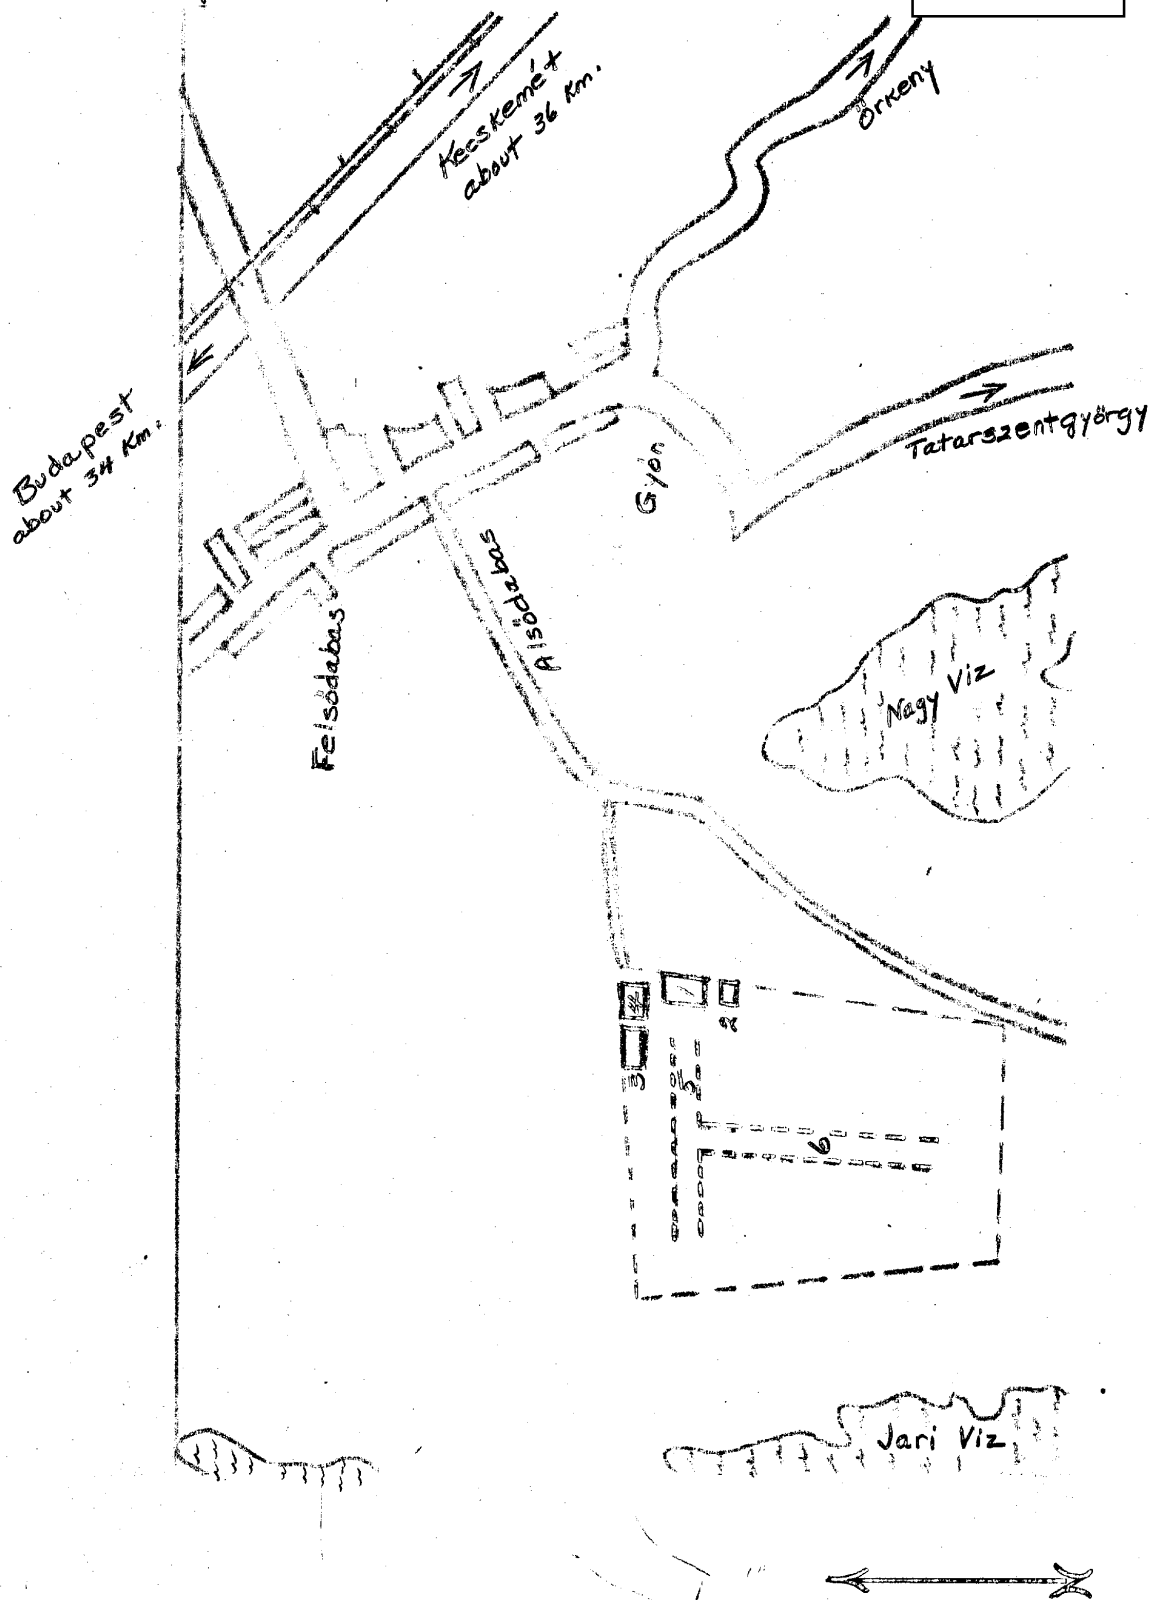 Kecskemét
about 36 Km.
Örkeny
Budapest
about 34 Km.
Tatarszentgyörgy
Gyón
Alsödabas
Felsödabas
Nagy Viz
1
2
3
4
5
6
Jari Viz